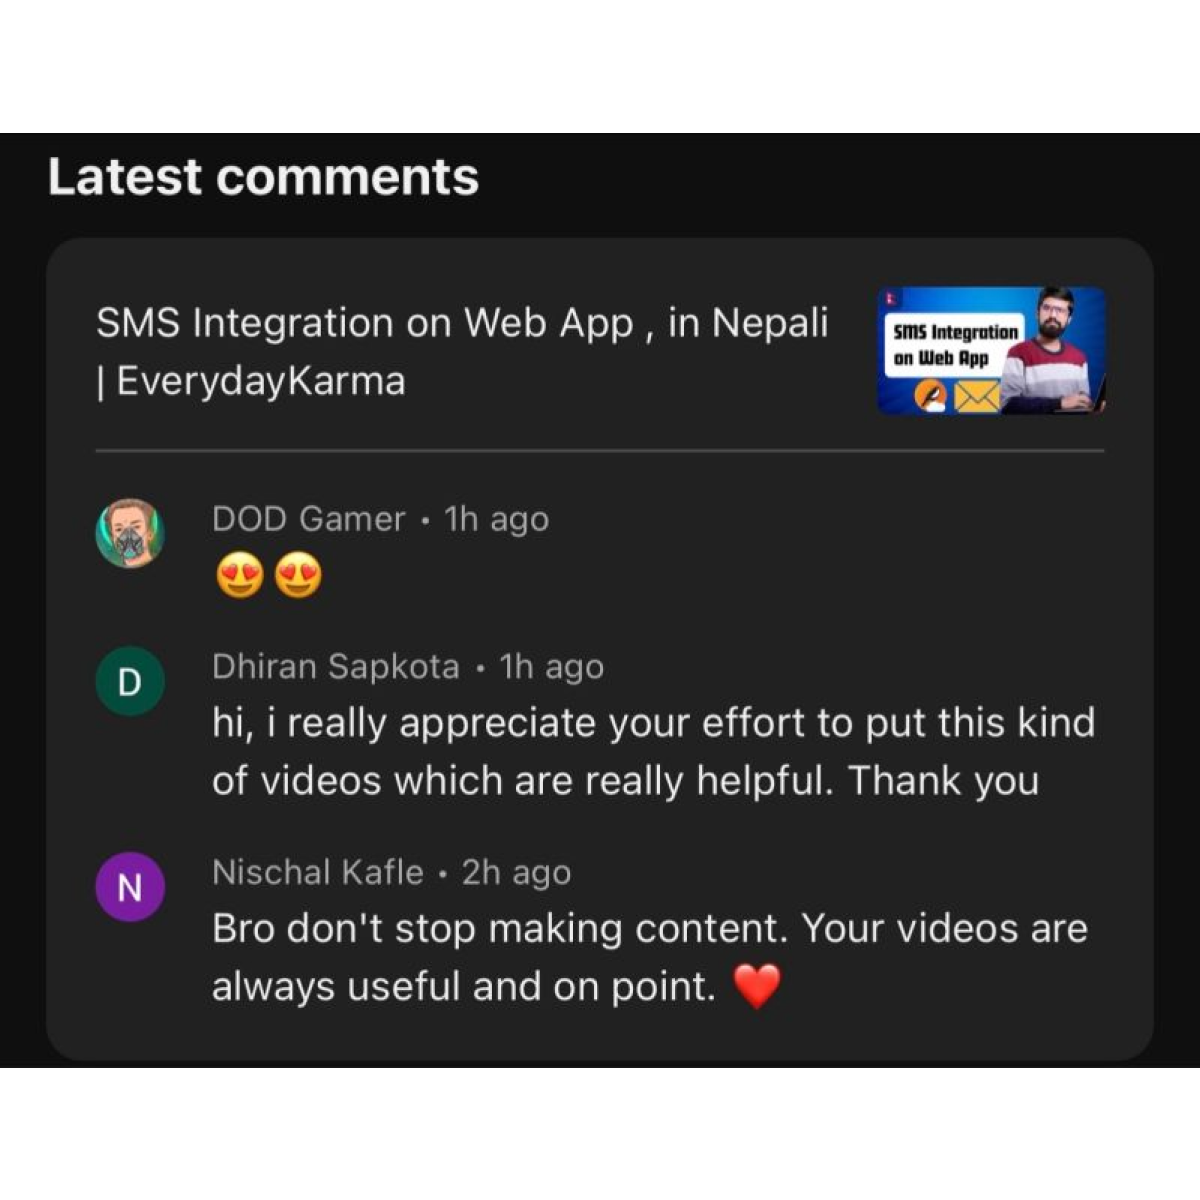 Latest comments
SMS Integration on Web App , in Nepali
| EverydayKarma
SMS Integration
on Web App
DOD Gamer • 1h ago
😍😍
D
Dhiran Sapkota • 1h ago
hi, i really appreciate your effort to put this kind
of videos which are really helpful. Thank you
N
Nischal Kafle • 2h ago
Bro don't stop making content. Your videos are
always useful and on point. ❤️